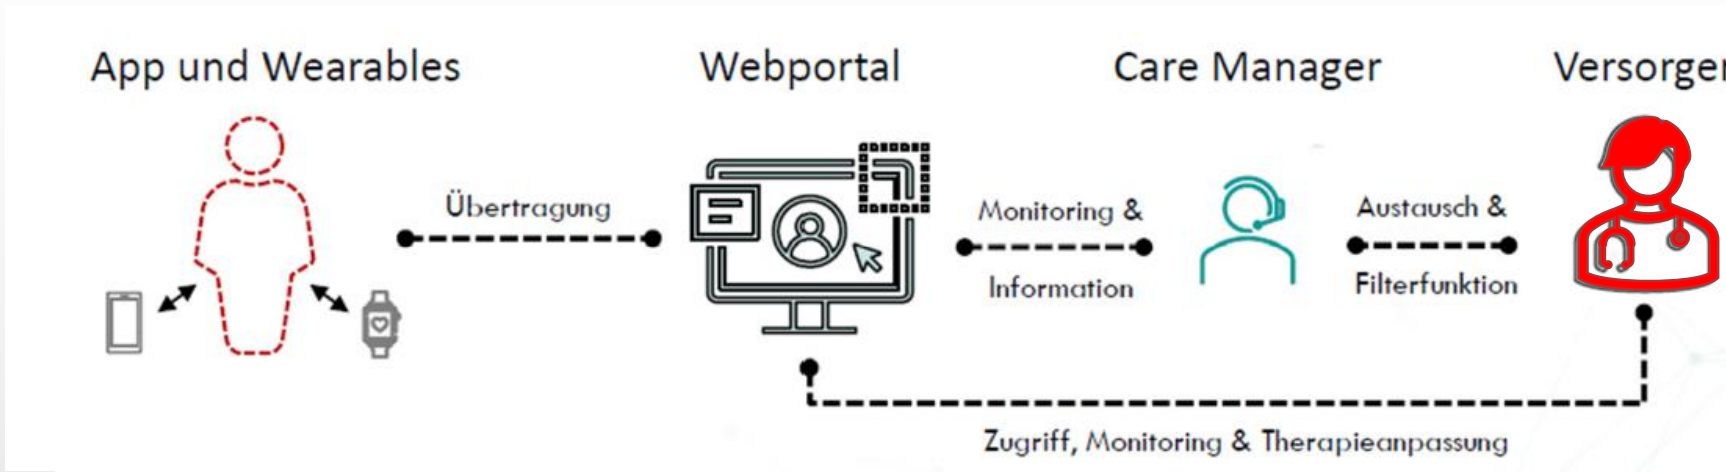 App und Wearables
Webportal
Care Manager
Versorger
Übertragung
Monitoring &
Information
Austausch &
Filterfunktion
Zugriff, Monitoring & Therapieanpassung